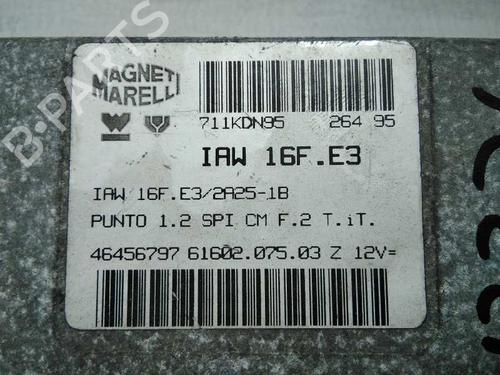 B-PARTS
MAGNETI
MARELLI
711KDN95 264 95
IAW 16F.E3
IAW 16F.E3/2A25-1B
PUNTO 1.2 SPI CM F.2 T.iT.
46456797 61602.075.03 Z 12V=